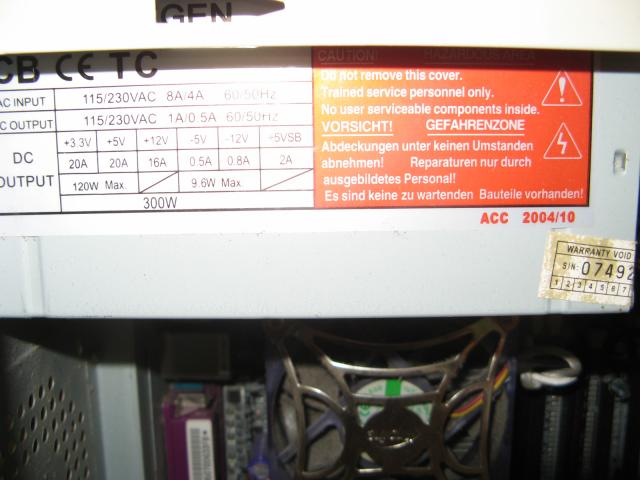 GEN
CB CE TC
AC INPUT 115/230VAC 8A/4A 60/50Hz
C OUTPUT 115/230VAC 1A/0.5A 60/50Hz
DC OUTPUT
+3.3V +5V +12V -5V -12V +5VSB
20A 20A 16A 0.5A 0.8A 2A
120W Max. 9.6W Max.
300W
CAUTION! HAZARDOUS AREA
Do not remove this cover.
Trained service personnel only.
No user serviceable components inside.
VORSICHT! GEFAHRENZONE
Abdeckungen unter keinen Umstanden
abnehmen! Reparaturen nur durch
ausgebildetes Personal!
Es sind keine zu wartenden Bauteile vorhanden!
ACC 2004/10
WARRANTY VOID
S/N: 07492
1 2 3 4 5 6 7